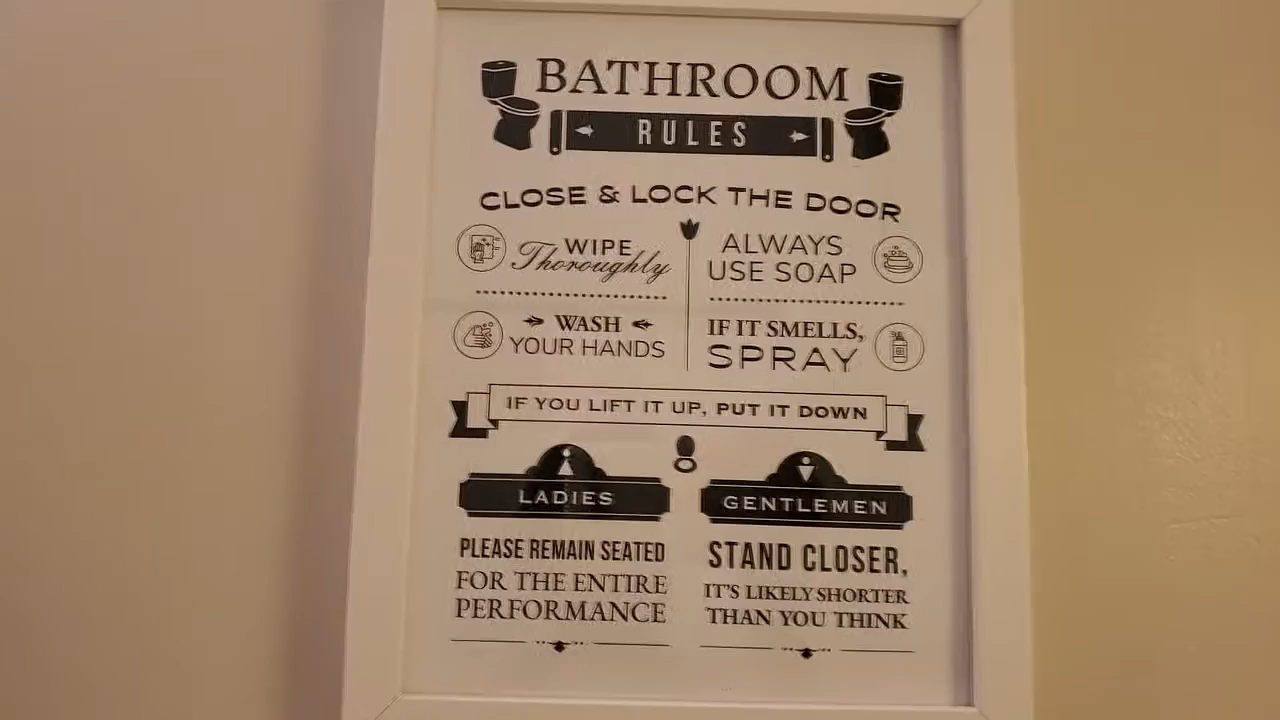 BATHROOM
RULES
CLOSE & LOCK THE DOOR
WIPE
Thoroughly
ALWAYS
USE SOAP
WASH
YOUR HANDS
IF IT SMELLS,
SPRAY
IF YOU LIFT IT UP, PUT IT DOWN
LADIES
PLEASE REMAIN SEATED
FOR THE ENTIRE
PERFORMANCE
GENTLEMEN
STAND CLOSER,
IT'S LIKELY SHORTER
THAN YOU THINK